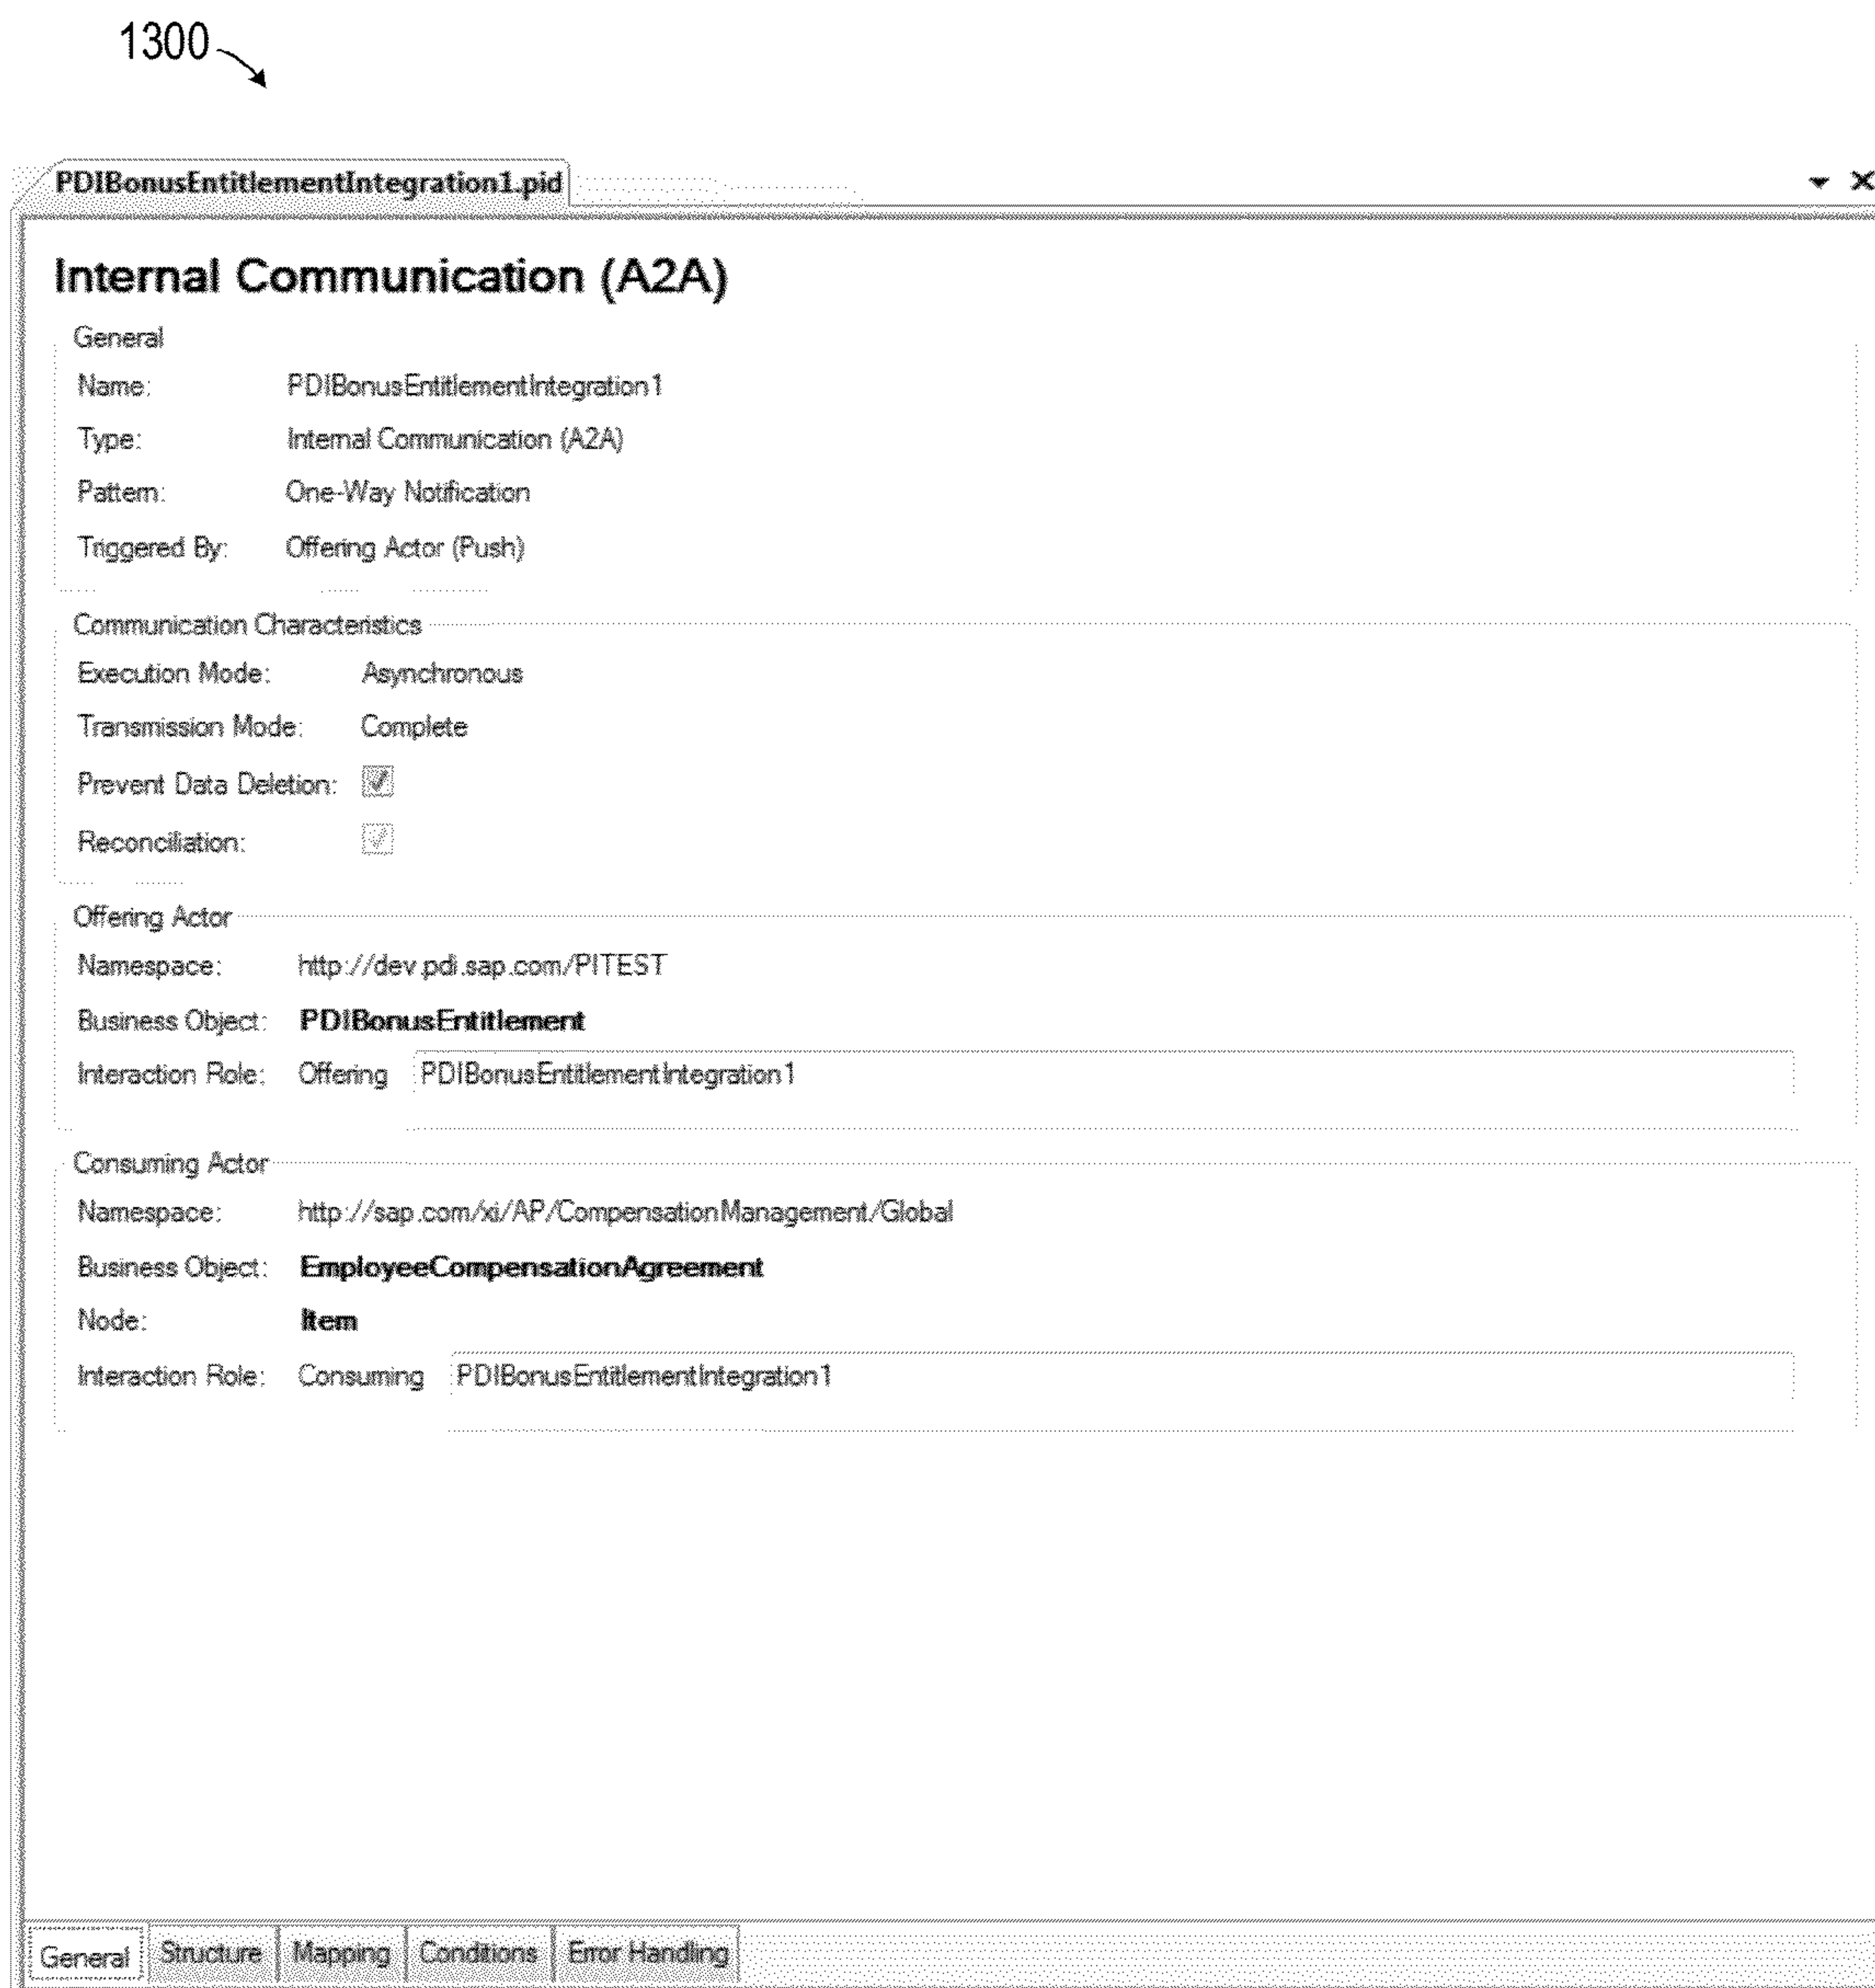 1300
PDIBonusEntitlementIntegration1.pid
Internal Communication (A2A)
General
Name: PDIBonusEntitlementIntegration1
Type: Internal Communication (A2A)
Pattern: One-Way Notification
Triggered By: Offering Actor (Push)
Communication Characteristics
Execution Mode: Asynchronous
Transmission Mode: Complete
Prevent Data Deletion:
Reconciliation:
Offering Actor
Namespace: http://dev.pdi.sap.com/PITEST
Business Object: PDIBonusEntitlement
Interaction Role: Offering PDIBonusEntitlementIntegration1
Consuming Actor
Namespace: http://sap.com/xi/AP/CompensationManagement/Global
Business Object: EmployeeCompensationAgreement
Node: Item
Interaction Role: Consuming PDIBonusEntitlementIntegration1
General Structure Mapping Conditions Error Handling